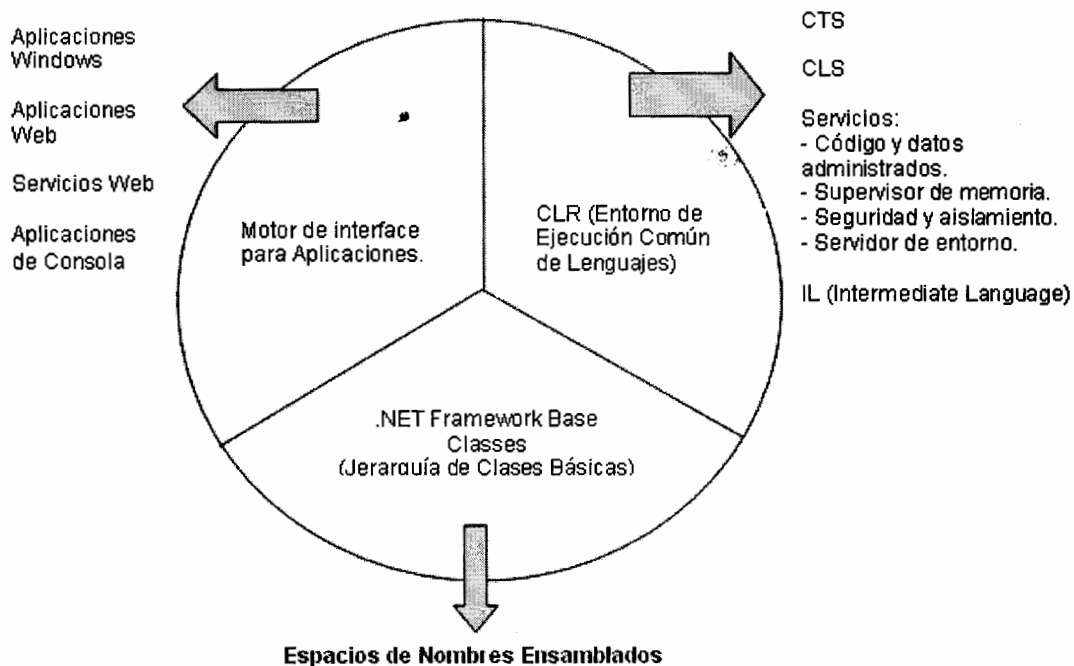 Aplicaciones
Windows
Aplicaciones
Web
Servicios Web
Aplicaciones
de Consola
Motor de interface
para Aplicaciones.
CLR (Entorno de
Ejecución Común
de Lenguajes)
CTS
CLS
Servicios:
- Código y datos
administrados.
- Supervisor de memoria.
- Seguridad y aislamiento.
- Servidor de entorno.
IL (Intermediate Language)
.NET Framework Base
Classes
(Jerarquía de Clases Básicas)
Espacios de Nombres Ensamblados